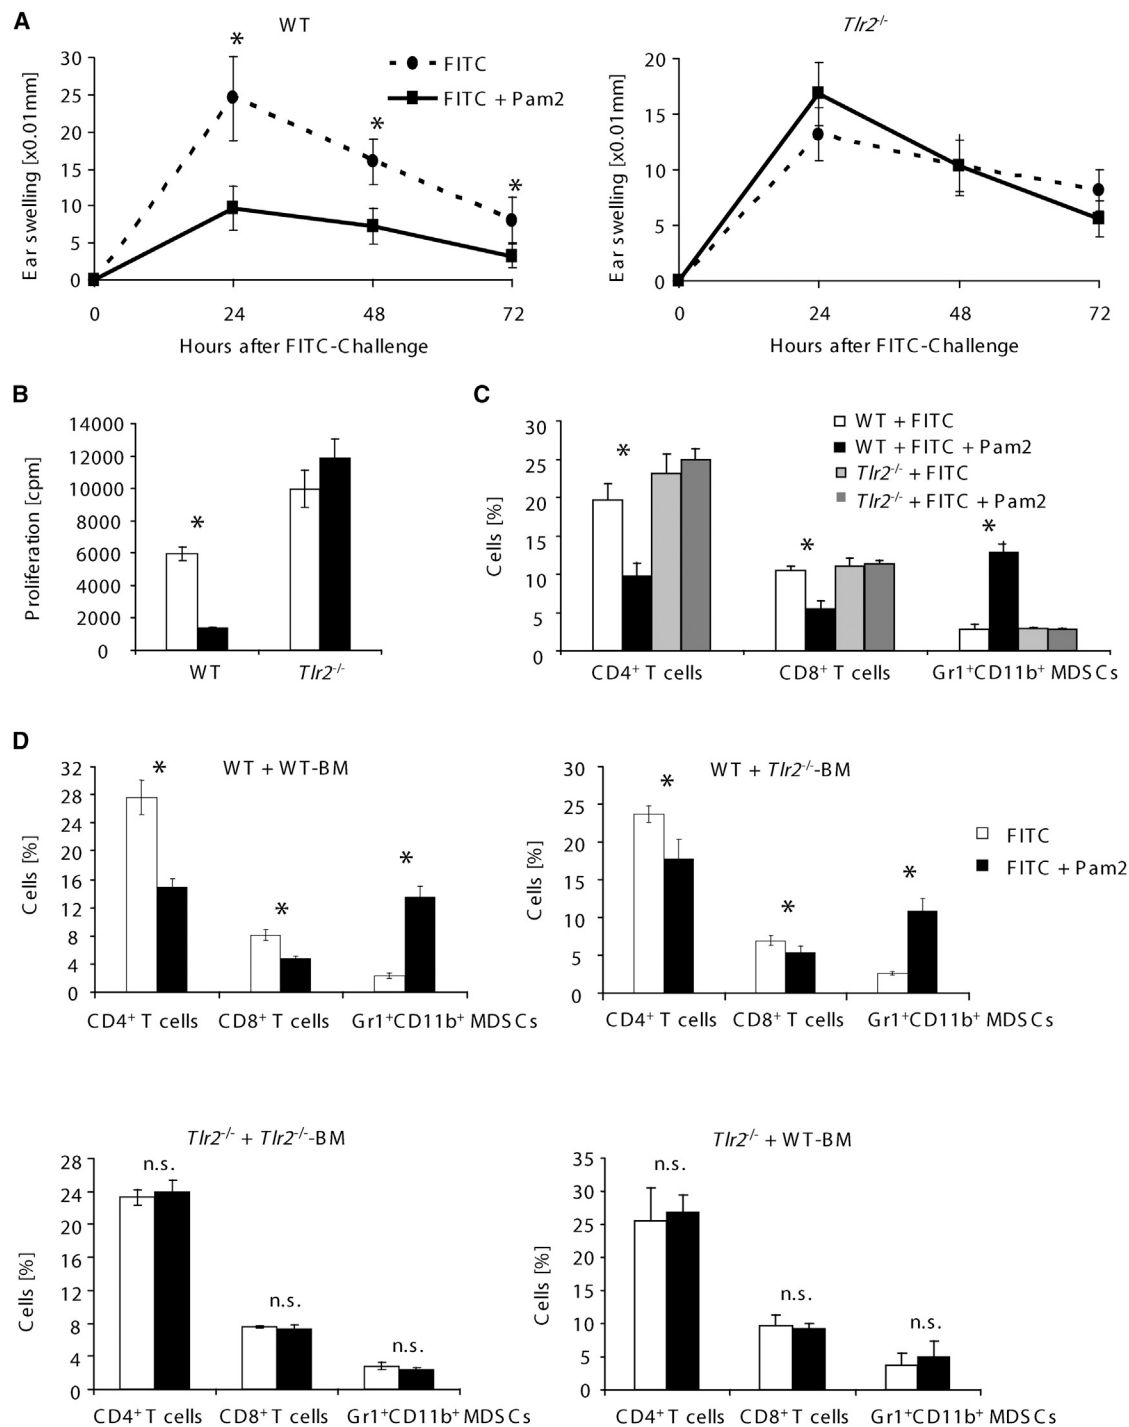 A
WT
Tlr2-/-
*
*
*
FITC
FITC + Pam2
30
25
20
15
10
5
0
Ear swelling [x0.01mm]
0 24 48 72
Hours after FITC-Challenge
20
15
10
5
0
Ear swelling [x0.01mm]
0 24 48 72
Hours after FITC-Challenge
B
14000
12000
10000
8000
6000
4000
2000
0
Proliferation [cpm]
*
WT Tlr2-/-
C
30
25
20
15
10
5
0
Cells [%]
WT + FITC
WT + FITC + Pam2
Tlr2-/- + FITC
Tlr2-/- + FITC + Pam2
*
*
*
CD4+ T cells CD8+ T cells Gr1+CD11b+ MDSCs
D
WT + WT-BM
32
28
24
20
16
12
8
4
0
Cells [%]
*
*
*
CD4+ T cells CD8+ T cells Gr1+CD11b+ MDSCs
WT + Tlr2-/--BM
30
25
20
15
10
5
0
Cells [%]
*
*
*
CD4+ T cells CD8+ T cells Gr1+CD11b+ MDSCs
FITC
FITC + Pam2
Tlr2-/- + Tlr2-/--BM
28
24
20
16
12
8
4
0
Cells [%]
n.s.
n.s.
n.s.
CD4+ T cells CD8+ T cells Gr1+CD11b+ MDSCs
Tlr2-/- + WT-BM
35
30
25
20
15
10
5
0
Cells [%]
n.s.
n.s.
n.s.
CD4+ T cells CD8+ T cells Gr1+CD11b+ MDSCs